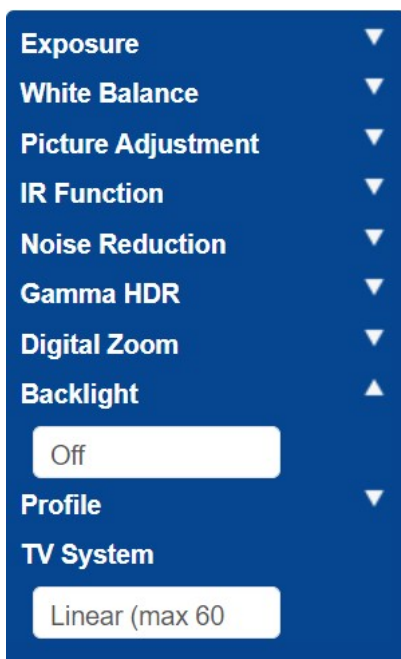 Exposure
White Balance
Picture Adjustment
IR Function
Noise Reduction
Gamma HDR
Digital Zoom
Backlight
Off
Profile
TV System
Linear (max 60